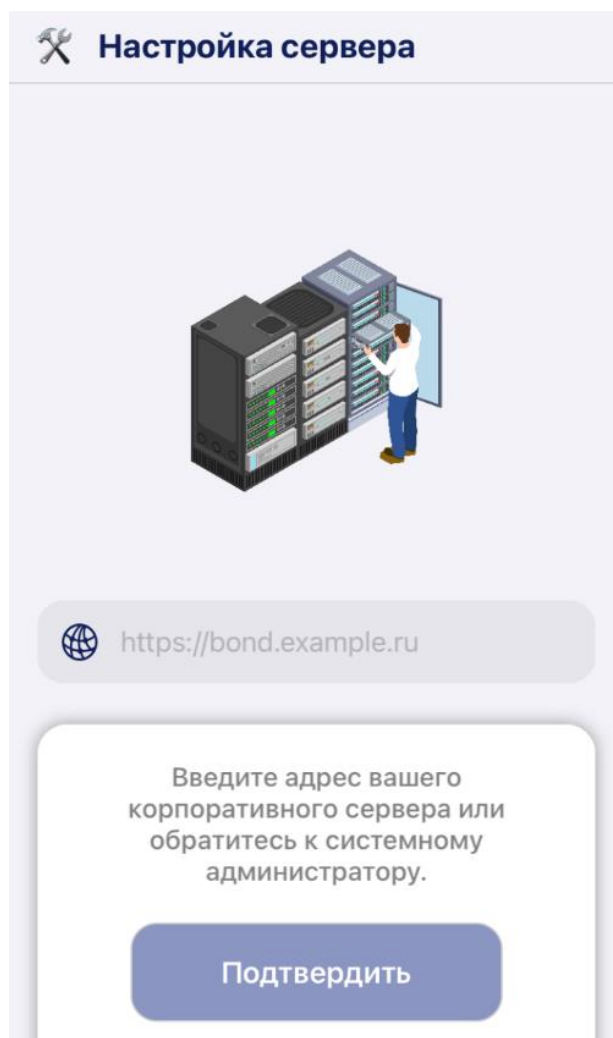 Настройка сервера
https://bond.example.ru
Введите адрес вашего
корпоративного сервера или
обратитесь к системному
администратору.
Подтвердить